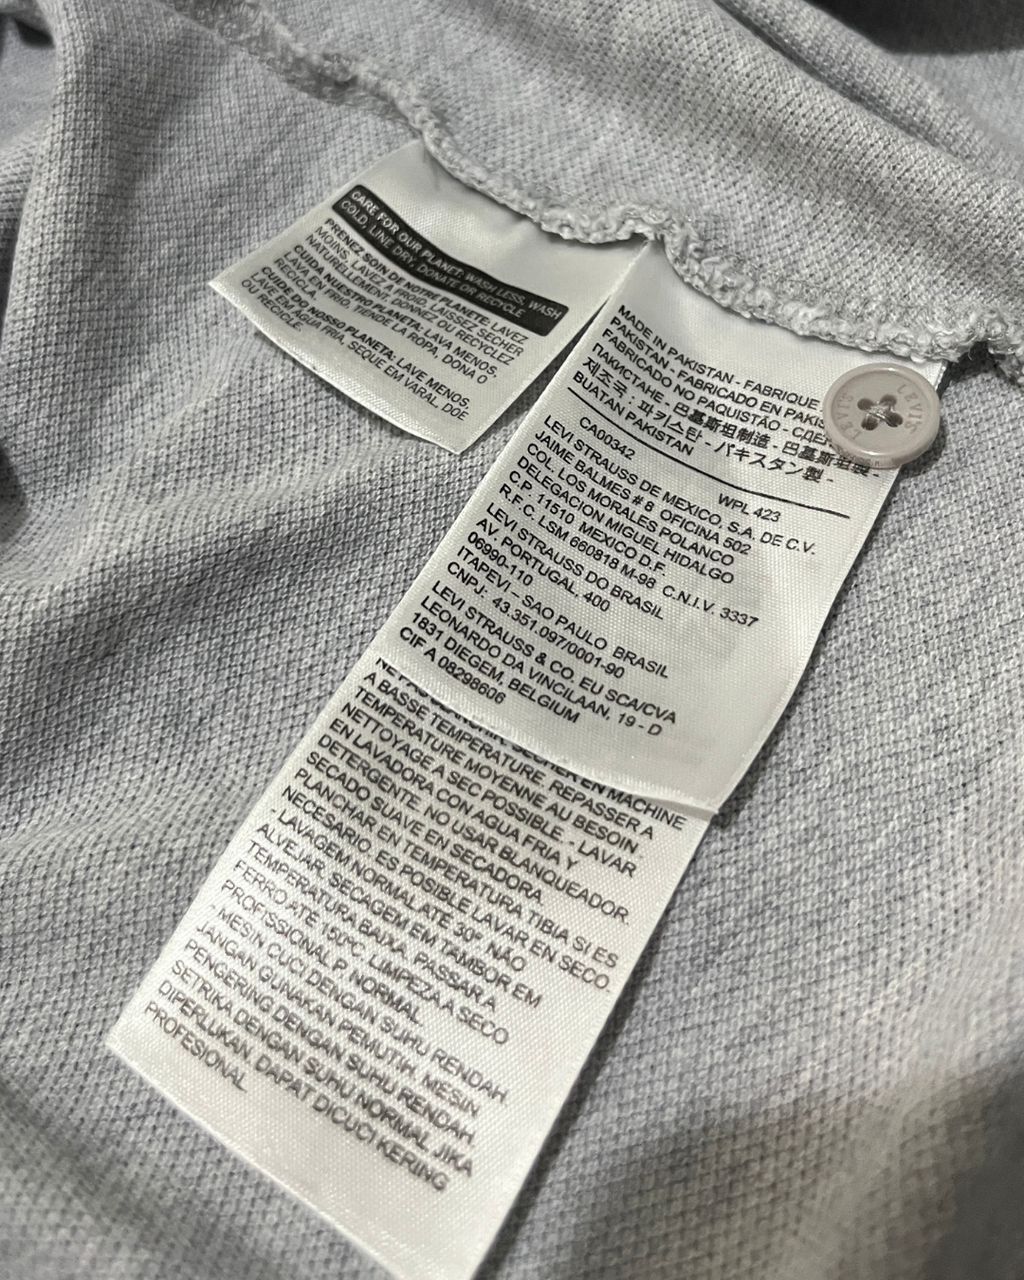 CARE FOR OUR PLANET: WASH LESS, WASH
COLD, LINE DRY, DONATE OR RECYCLE
PRENEZ SOIN DE NOTRE PLANÈTE: LAVEZ
MOINS, LAVEZ À FROID, LAISSEZ SÉCHER
NATURELLEMENT, DONNEZ OU RECYCLEZ
CUIDA NUESTRO PLANETA: LAVA MENOS,
LAVA EN FRÍO, TIENDE LA ROPA, DONA O
RECICLA.
CUIDE DO NOSSO PLANETA: LAVE MENOS,
LAVE EM ÁGUA FRIA, SEQUE EM VARAL, DOE
OU RECICLE.
MADE IN PAKISTAN - FABRIQUE
PAKISTAN - FABRICADO EN
FABRICADO NO PAQUISTÃO -
ПАКИСТАНЕ - 巴基斯坦制造 - 巴基斯坦製 -
제조국 : 파키스탄 - パキスタン製 -
BUATAN PAKISTAN
CA00342 WPL 423
LEVI STRAUSS DE MEXICO, S.A. DE C.V.
JAIME BALMES # 8 OFICINA 502
COL. LOS MORALES POLANCO
DELEGACION MIGUEL HIDALGO
C.P. 11510 MEXICO D.F.
R.F.C. LSM 660818 M-98 C.N.I.V. 3337
LEVI STRAUSS DO BRASIL
AV. PORTUGAL, 400
06990-110
ITAPEVI – SAO PAULO BRASIL
CNPJ: 43.351.097/0001-90
LEVI STRAUSS & CO. EU SCA/CVA
LEONARDO DA VINCILAAN, 19 - D
1831 DIEGEM, BELGIUM
CIF A 08298606
LEVI'S
LEVI'S
EN MACHINE
A BASSE TEMPERATURE. REPASSER A
TEMPERATURE MOYENNE AU BESOIN
NETTOYAGE A SEC POSSIBLE. - LAVAR
EN LAVADORA CON AGUA FRIA Y
DETERGENTE. NO USAR BLANQUEADOR.
SECADO SUAVE EN SECADORA.
PLANCHAR EN TEMPERATURA TIBIA SI ES
NECESARIO. ES POSIBLE LAVAR EN SECO.
- LAVAGEM NORMAL ATÉ 30°. NÃO
ALVEJAR. SECAGEM EM TAMBOR EM
TEMPERATURA BAIXA. PASSAR A
FERRO ATÉ 150°C. LIMPEZA A SECO
PROFISSIONAL P. NORMAL.
- MESIN CUCI DENGAN SUHU RENDAH.
JANGAN GUNAKAN PEMUTIH. MESIN
PENGERING DENGAN SUHU RENDAH.
SETRIKA DENGAN SUHU NORMAL JIKA
DIPERLUKAN. DAPAT DICUCI KERING
PROFESIONAL